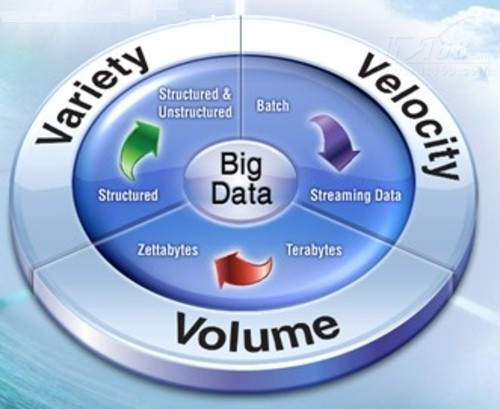 Variety
Velocity
Structured &
Unstructured
Batch
Big
Data
Structured
Streaming Data
Zettabytes
Terabytes
Volume